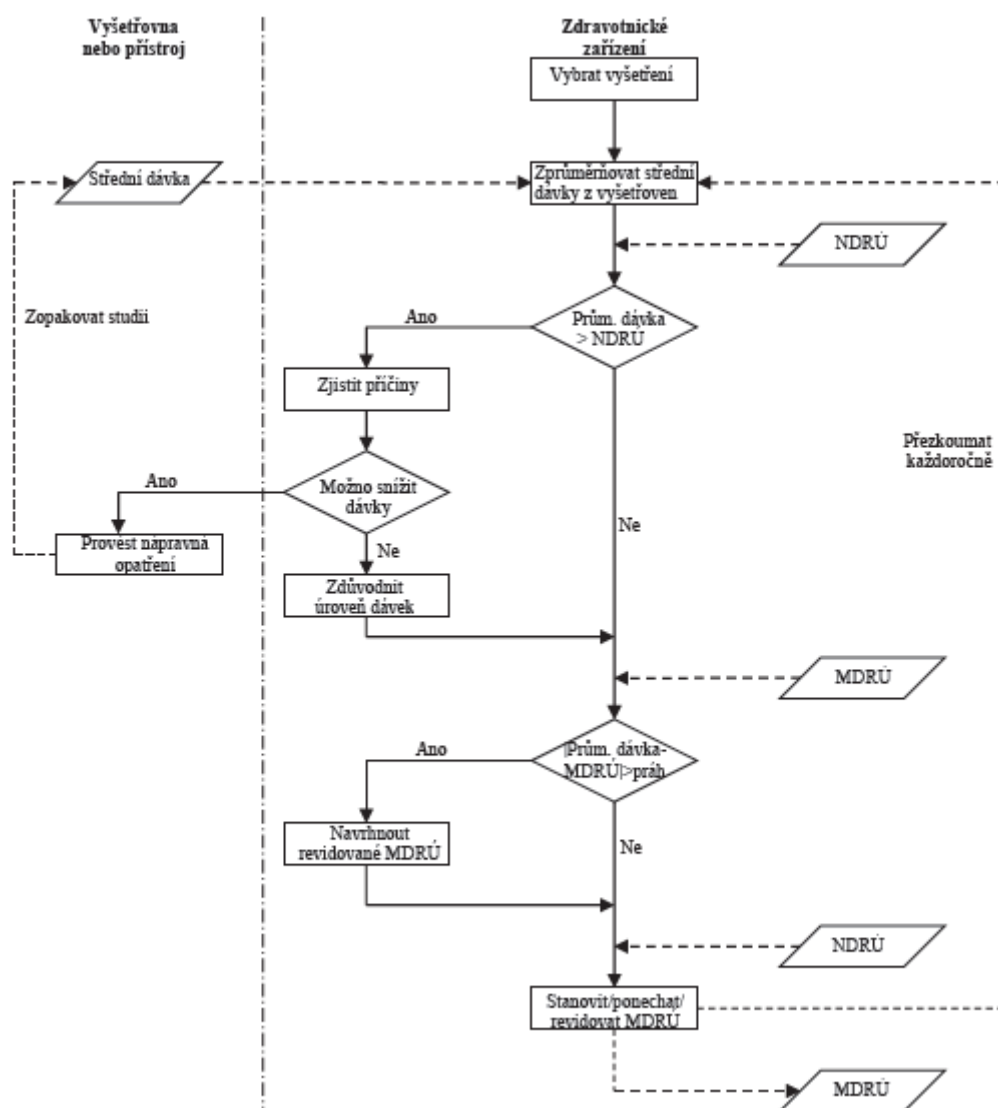 Vyšetřovna
nebo přístroj
Zdravotnické
zařízení
Vybrat vyšetření
Střední dávka
Zprůměrňovat střední
dávky z vyšetřoven
NDRÚ
Zopakovat studii
Ano
Prům. dávka
> NDRÚ
Zjistit příčiny
Přezkoumat
každoročně
Ano
Možno snížit
dávky
Ne
Provést nápravná
opatření
Ne
Zdůvodnit
úroveň dávek
MDRÚ
Ano
|Prům. dávka-
MDRÚ|>práh
Navrhnout
revidované MDRÚ
Ne
NDRÚ
Stanovit/ponechat/
revidovat MDRÚ
MDRÚ